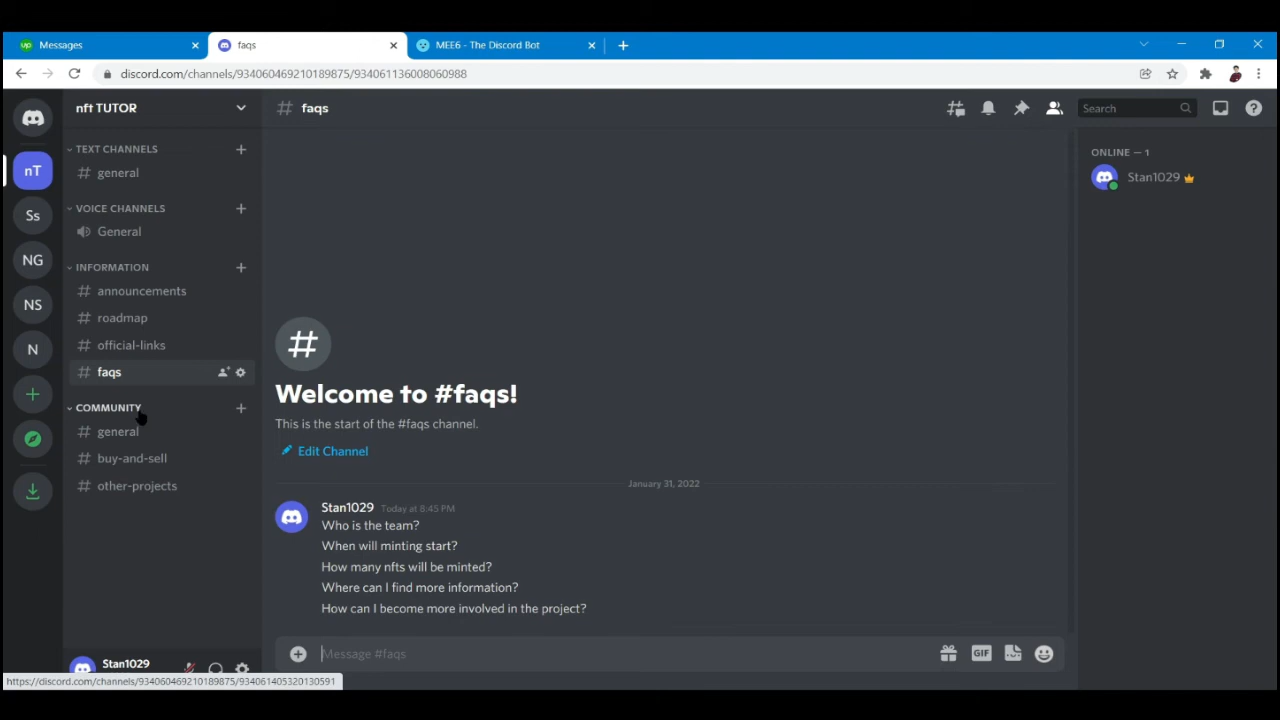 up Messages
faqs
MEE6 - The Discord Bot
discord.com/channels/934060469210189875/934061136008060988
nft TUTOR
# faqs
Search
TEXT CHANNELS
# general
VOICE CHANNELS
General
INFORMATION
# announcements
# roadmap
# official-links
# faqs
COMMUNITY
# general
# buy-and-sell
# other-projects
nT
Ss
NG
NS
N
#
Welcome to #faqs!
This is the start of the #faqs channel.
Edit Channel
January 31, 2022
Stan1029 Today at 8:45 PM
Who is the team?
When will minting start?
How many nfts will be minted?
Where can I find more information?
How can I become more involved in the project?
Message #faqs
GIF
ONLINE — 1
Stan1029
Stan1029
https://discord.com/channels/934060469210189875/934061405320130591